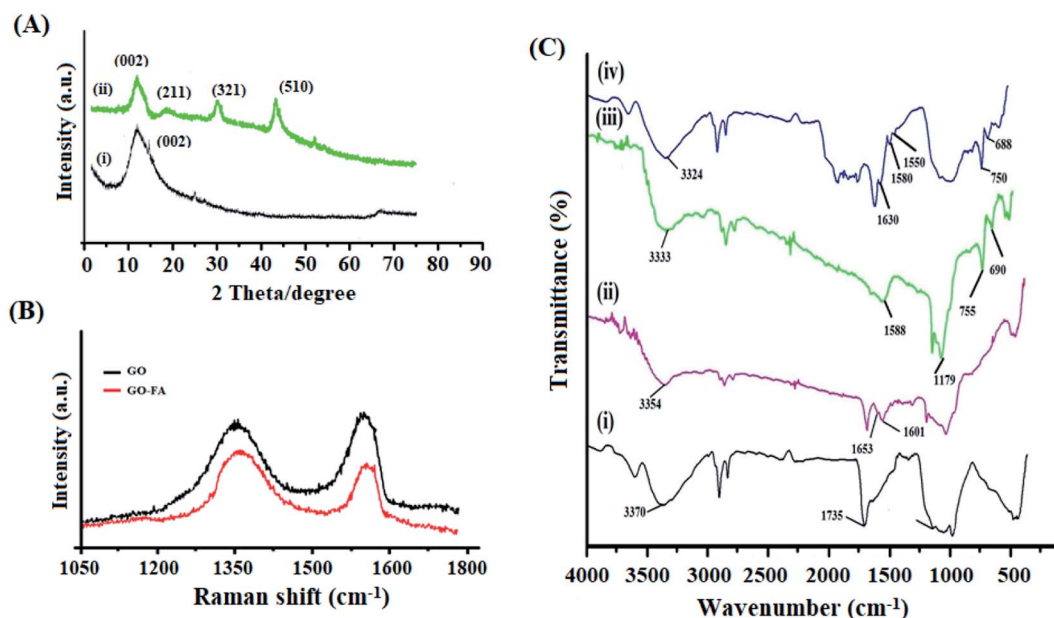 (A)
Intensity (a.u.)
(ii)
(002)
(211)
(321)
(510)
(i)
(002)
0 10 20 30 40 50 60 70 80 90
2 Theta/degree
(B)
Intensity (a.u.)
GO
GO-FA
1050 1200 1350 1500 1650 1800
Raman shift (cm⁻¹)
(C)
Transmittance (%)
(iv)
3324
1630
1580
1550
750
688
(iii)
3333
1588
1179
755
690
(ii)
3354
1653
1601
(i)
3370
1735
4000 3500 3000 2500 2000 1500 1000 500
Wavenumber (cm⁻¹)